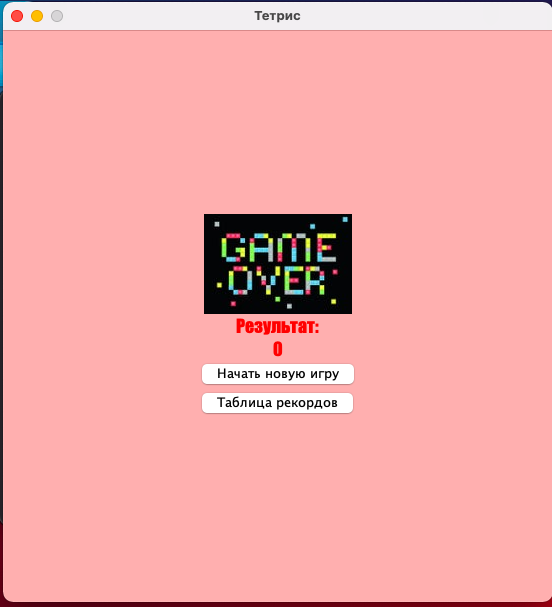 Тетрис
GAME
OVER
Результат:
0
Начать новую игру
Таблица рекордов